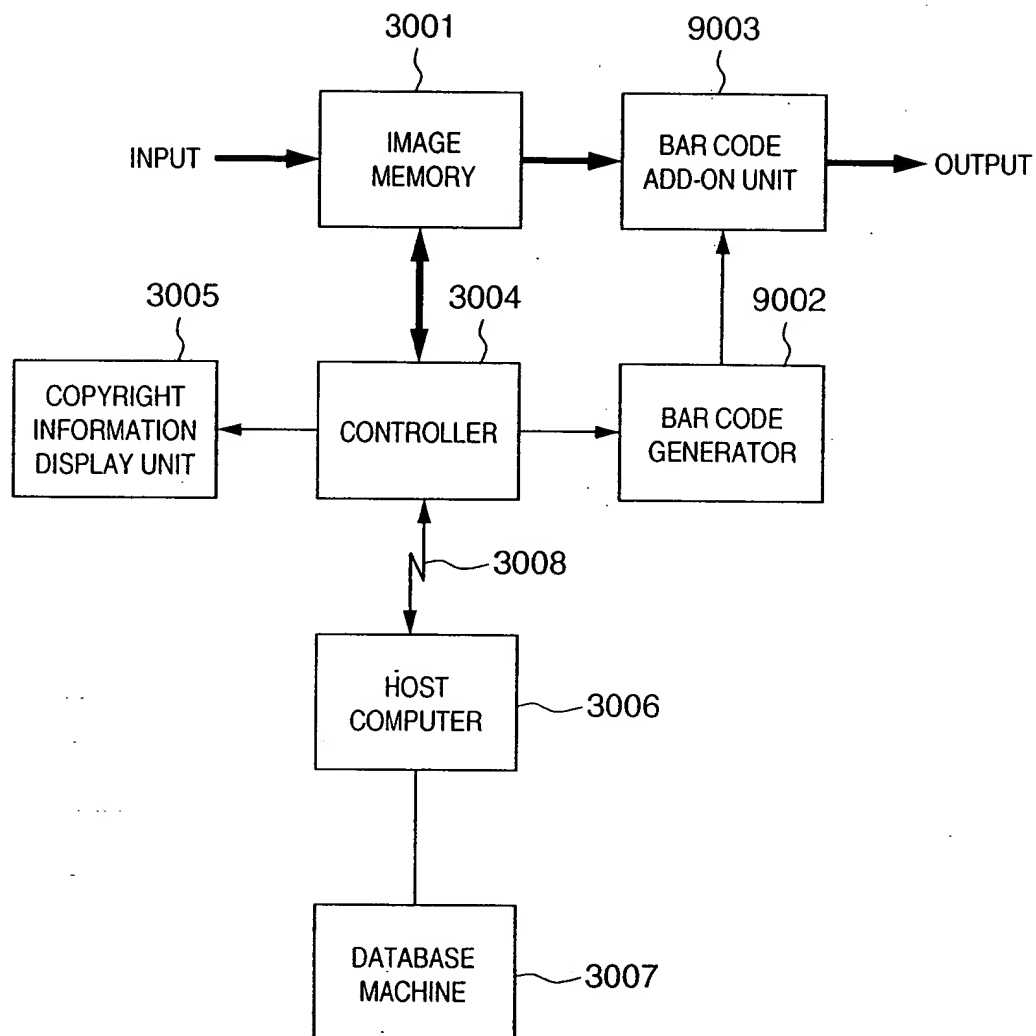 3001
9003
INPUT
IMAGE
MEMORY
BAR CODE
ADD-ON UNIT
OUTPUT
3005
3004
9002
COPYRIGHT
INFORMATION
DISPLAY UNIT
CONTROLLER
BAR CODE
GENERATOR
3008
HOST
COMPUTER
3006
DATABASE
MACHINE
3007